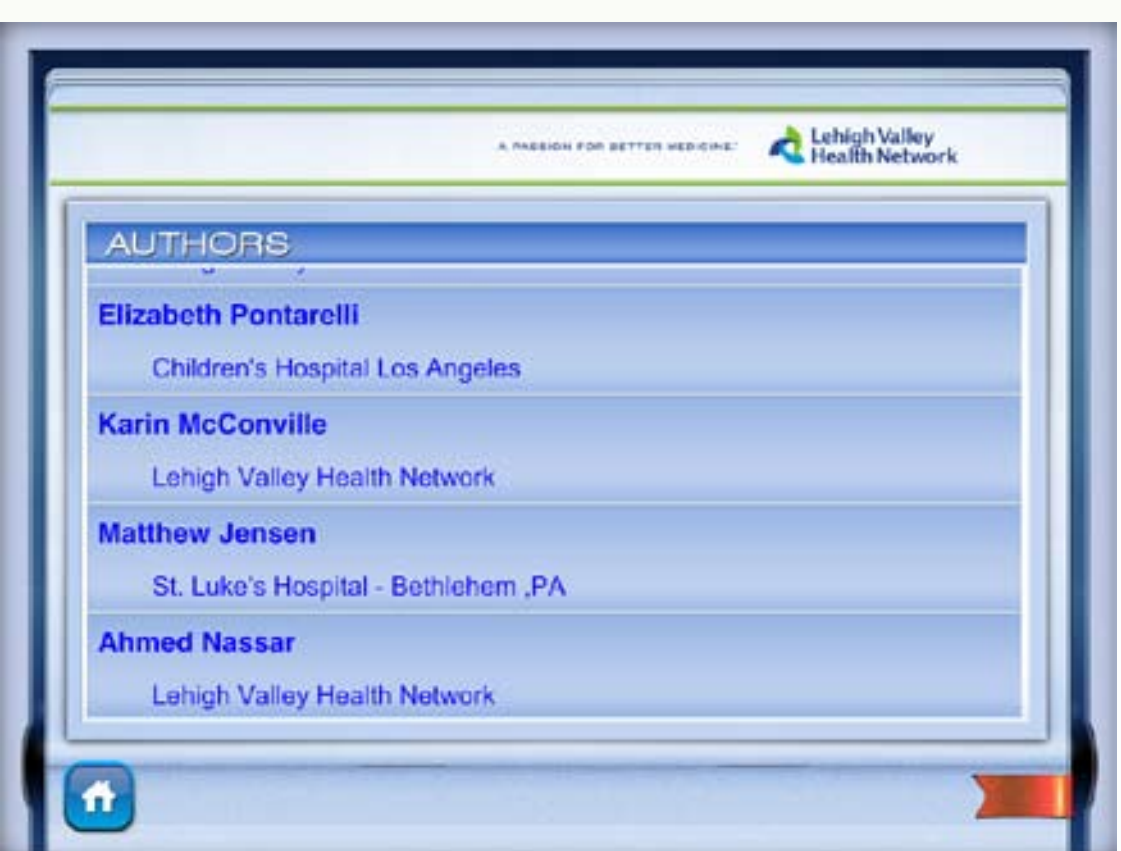 A PASSION FOR BETTER MEDICINE.
Lehigh Valley
Health Network
AUTHORS
Elizabeth Pontarelli
Children's Hospital Los Angeles
Karin McConville
Lehigh Valley Health Network
Matthew Jensen
St. Luke's Hospital - Bethlehem ,PA
Ahmed Nassar
Lehigh Valley Health Network